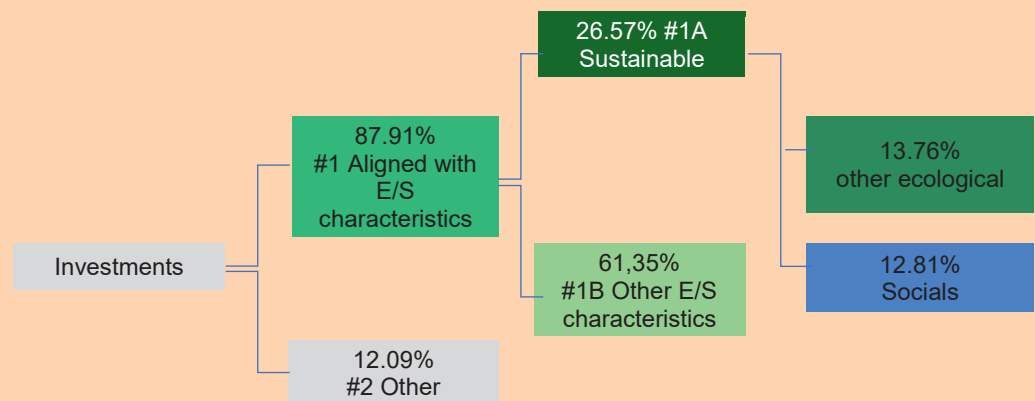 26.57% #1A
Sustainable
87.91%
#1 Aligned with
E/S
characteristics
13.76%
other ecological
Investments
61,35%
#1B Other E/S
characteristics
12.81%
Socials
12.09%
#2 Other